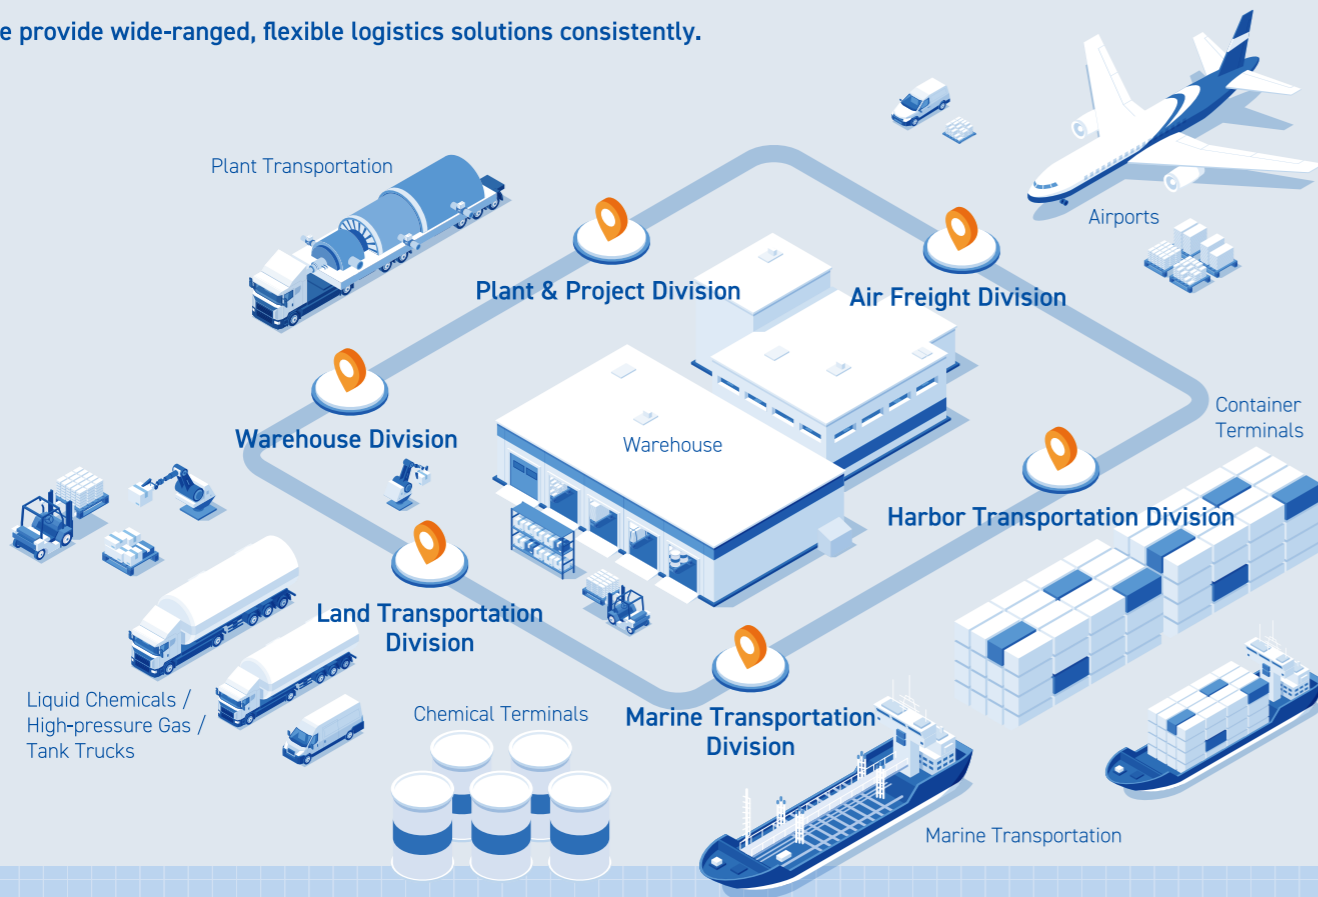 e provide wide-ranged, flexible logistics solutions consistently.
Plant Transportation
Airports
Plant & Project Division
Air Freight Division
Container
Terminals
Warehouse Division
Warehouse
Harbor Transportation Division
Land Transportation
Division
Liquid Chemicals /
High-pressure Gas /
Tank Trucks
Chemical Terminals
Marine Transportation
Division
Marine Transportation